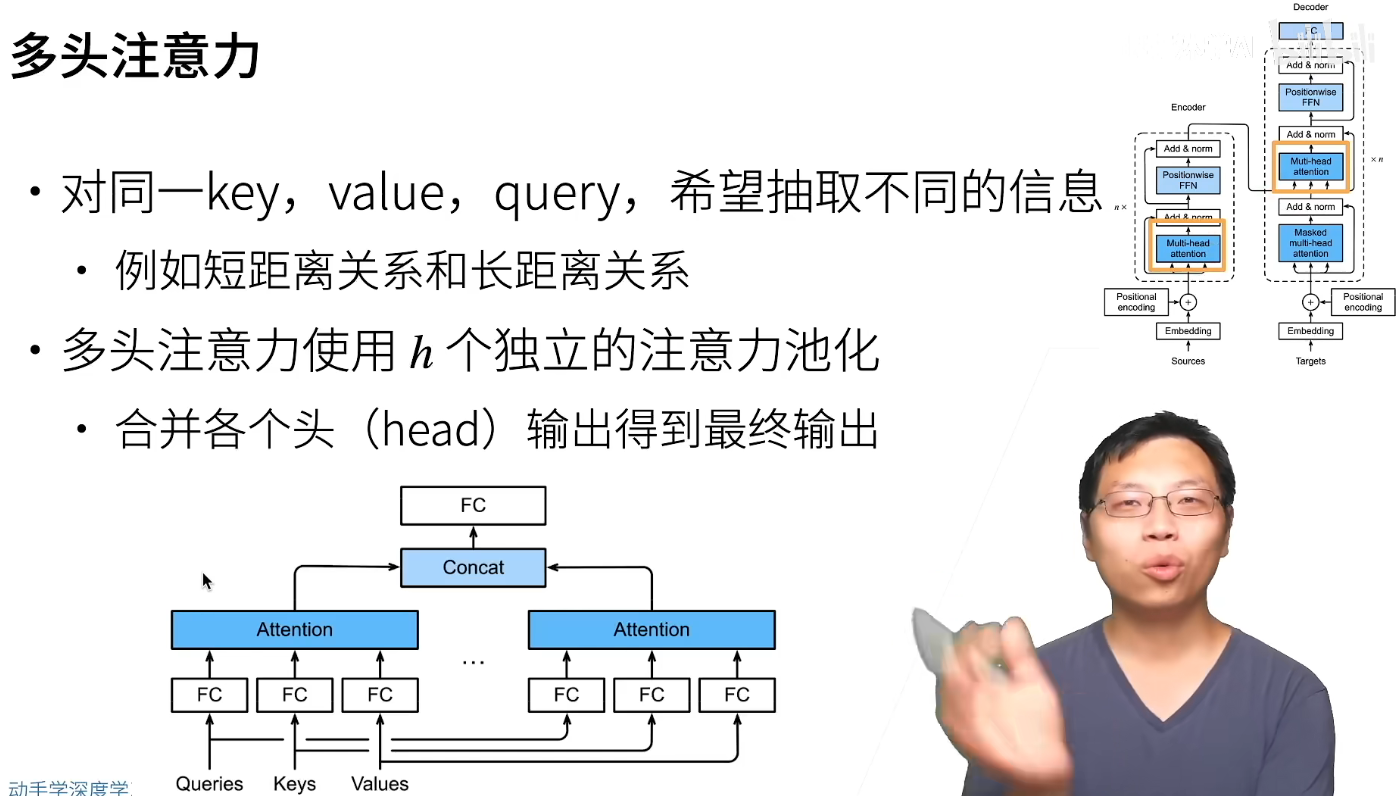 多头注意力
• 对同一key，value， query，希望抽取不同的信息
• 例如短距离关系和长距离关系
• 多头注意力使用 h 个独立的注意力池化
• 合并各个头（head）输出得到最终输出
FC
Concat
Attention
Attention
...
FC
FC
FC
FC
FC
FC
Queries
Keys
Values
动手学深度学
Decoder
FC
Add & norm
Positionwise
FFN
Add & norm
Muti-head
attention
× n
Add & norm
Masked
multi-head
attention
Positional
encoding
Embedding
Targets
Encoder
Add & norm
Positionwise
FFN
n ×
Add & norm
Multi-head
attention
Positional
encoding
Embedding
Sources